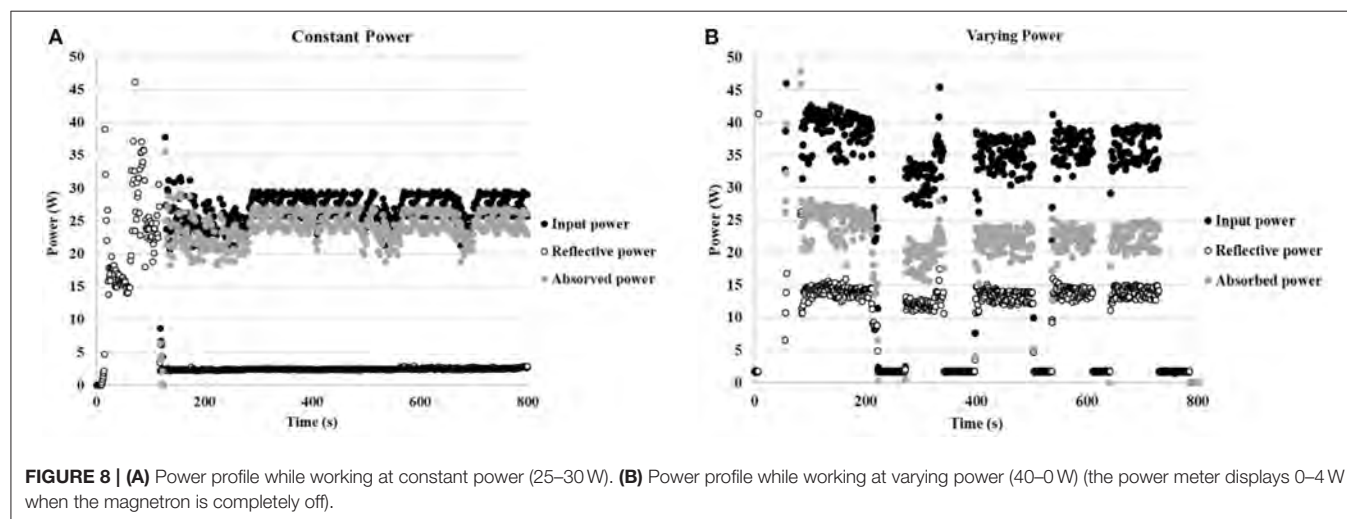 A
Constant Power
50
45
40
35
30
25
20
15
10
5
0
Power (W)
0
200
400
600
800
Time (s)
Input power
Reflective power
Absorved power
B
Varying Power
50
45
40
35
30
25
20
15
10
5
0
Power (W)
0
200
400
600
800
Time (s)
Input power
Reflective power
Absorbed power
FIGURE 8 | (A) Power profile while working at constant power (25–30 W). (B) Power profile while working at varying power (40–0 W) (the power meter displays 0–4 W
when the magnetron is completely off).